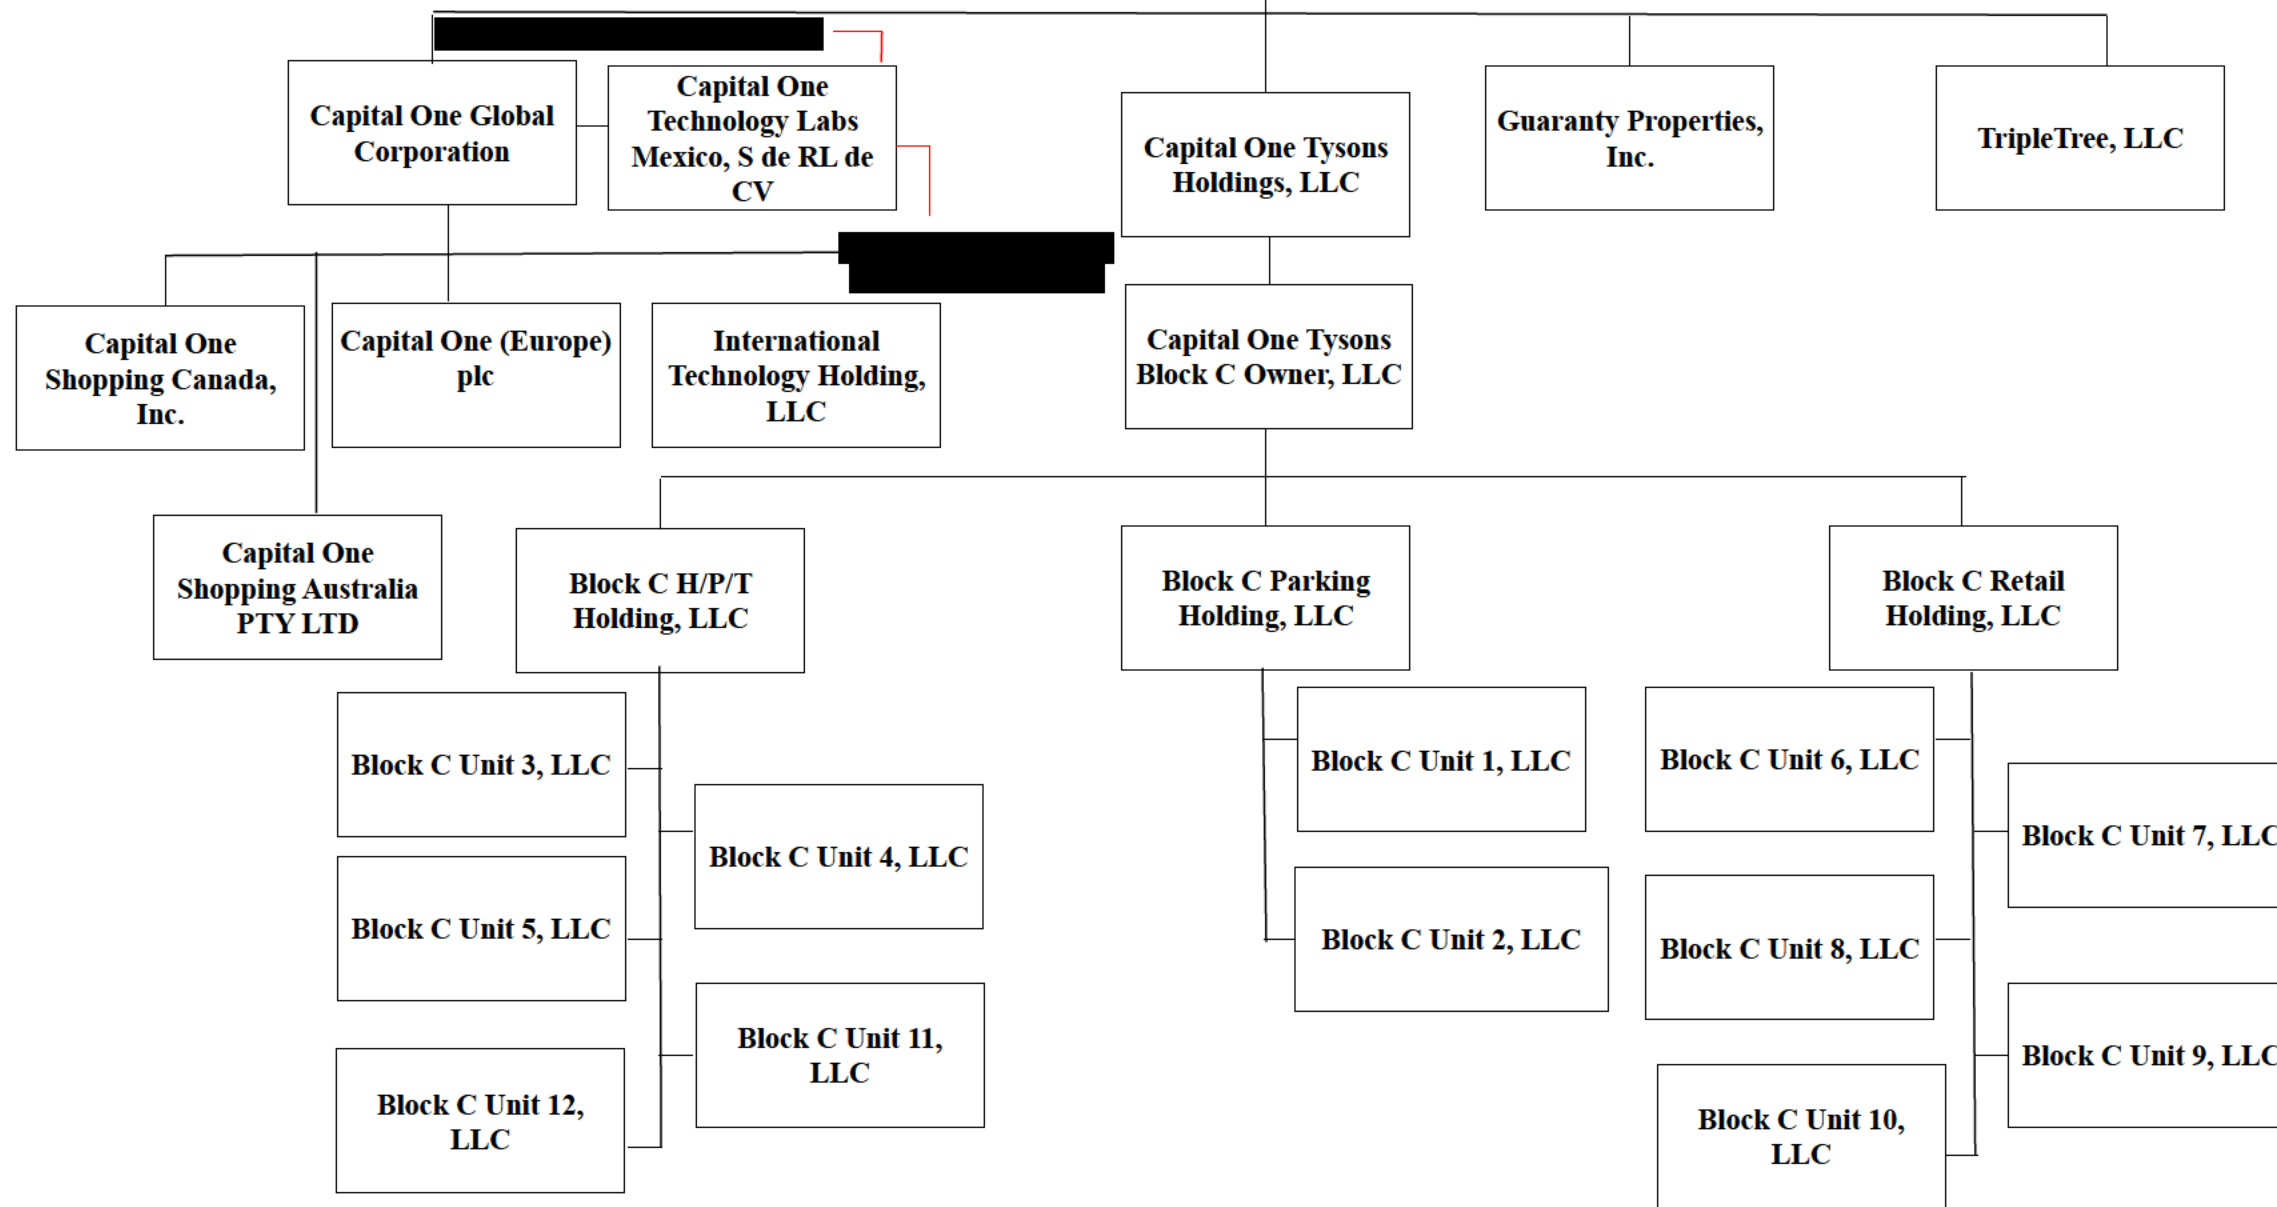 Capital One Global
Corporation
Capital One
Technology Labs
Mexico, S de RL de
CV
Capital One Tysons
Holdings, LLC
Guaranty Properties,
Inc.
TripleTree, LLC
Capital One
Shopping Canada,
Inc.
Capital One (Europe)
plc
International
Technology Holding,
LLC
Capital One Tysons
Block C Owner, LLC
Capital One
Shopping Australia
PTY LTD
Block C H/P/T
Holding, LLC
Block C Parking
Holding, LLC
Block C Retail
Holding, LLC
Block C Unit 3, LLC
Block C Unit 4, LLC
Block C Unit 5, LLC
Block C Unit 11,
LLC
Block C Unit 12,
LLC
Block C Unit 1, LLC
Block C Unit 2, LLC
Block C Unit 6, LLC
Block C Unit 7, LLC
Block C Unit 8, LLC
Block C Unit 9, LLC
Block C Unit 10,
LLC